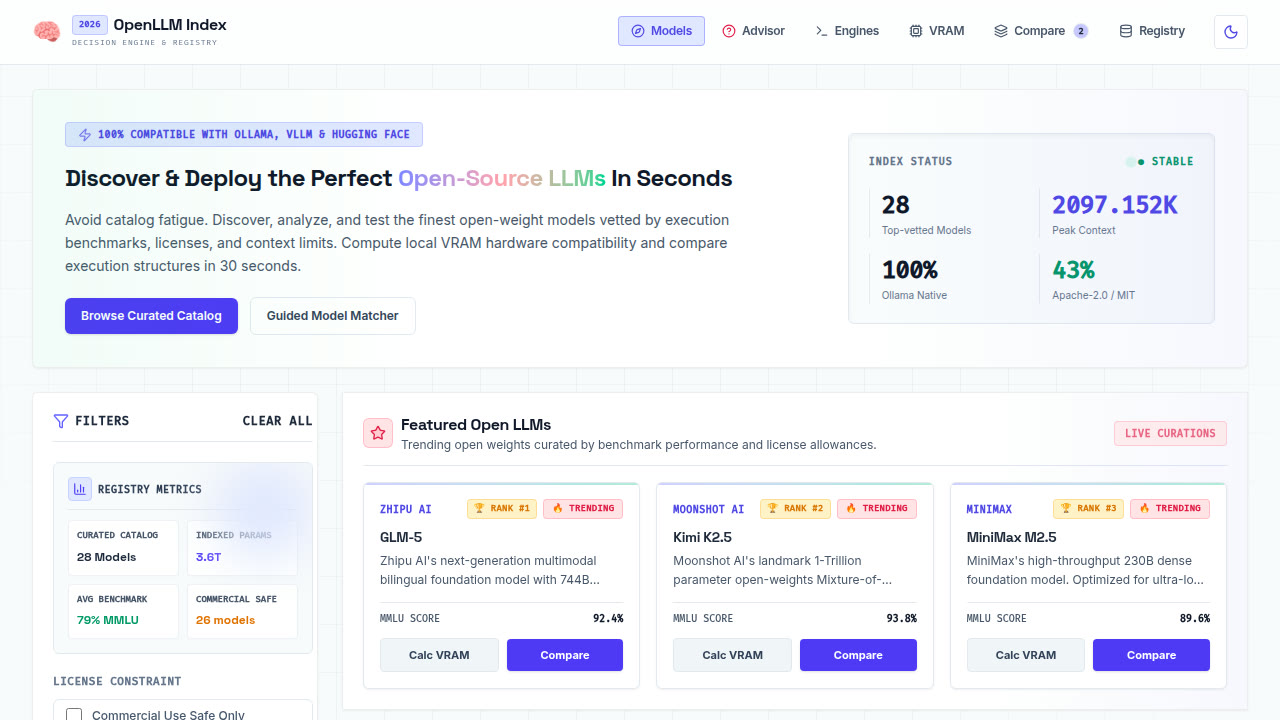 2026 OpenLLM Index
DECISION ENGINE & REGISTRY
Models
Advisor
Engines
VRAM
Compare 2
Registry
100% COMPATIBLE WITH OLLAMA, VLLM & HUGGING FACE
Discover & Deploy the Perfect Open-Source LLMs In Seconds
Avoid catalog fatigue. Discover, analyze, and test the finest open-weight models vetted by execution
benchmarks, licenses, and context limits. Compute local VRAM hardware compatibility and compare
execution structures in 30 seconds.
Browse Curated Catalog
Guided Model Matcher
INDEX STATUS
● STABLE
28
Top-vetted Models
2097.152K
Peak Context
100%
Ollama Native
43%
Apache-2.0 / MIT
FILTERS
CLEAR ALL
REGISTRY METRICS
CURATED CATALOG
28 Models
INDEXED PARAMS
3.6T
AVG BENCHMARK
79% MMLU
COMMERCIAL SAFE
26 models
LICENSE CONSTRAINT
Commercial Use Safe Only
Featured Open LLMs
Trending open weights curated by benchmark performance and license allowances.
LIVE CURATIONS
ZHIPU AI
🏆 RANK #1
🔥 TRENDING
GLM-5
Zhipu AI's next-generation multimodal
bilingual foundation model with 744B...
MMLU SCORE
92.4%
Calc VRAM
Compare
MOONSHOT AI
🏆 RANK #2
🔥 TRENDING
Kimi K2.5
Moonshot AI's landmark 1-Trillion
parameter open-weights Mixture-of-...
MMLU SCORE
93.8%
Calc VRAM
Compare
MINIMAX
🏆 RANK #3
🔥 TRENDING
MiniMax M2.5
MiniMax's high-throughput 230B dense
foundation model. Optimized for ultra-lo...
MMLU SCORE
89.6%
Calc VRAM
Compare